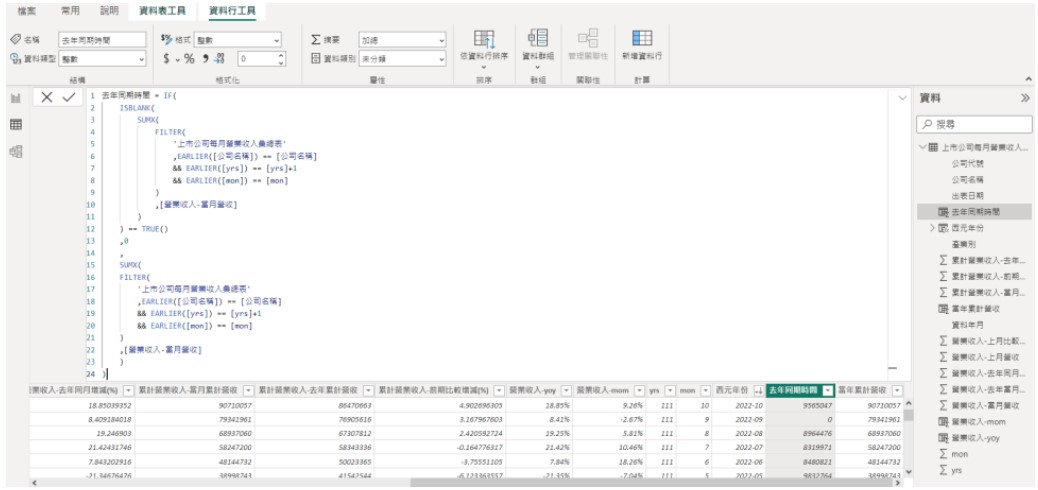 檔案 常用 說明 資料表工具 資料行工具
名稱 去年同期時間 格式 整數 摘要 加總 依資料行排序 資料群組 管理關聯性 新增資料行
資料類型 整數 $ % 9 0 資料類別 未分類
結構 格式化 屬性 排序 群組 關聯性 計算
1 去年同期時間 = IF(
2 ISBLANK(
3 SUMX(
4 FILTER(
5 '上市公司每月營業收入彙總表'
6 ,EARLIER([公司名稱]) == [公司名稱]
7 && EARLIER([yrs]) == [yrs]+1
8 && EARLIER([mon]) == [mon]
9 )
10 ,[營業收入-當月營收]
11 )
12 ) == TRUE()
13 ,0
14 ,
15 SUMX(
16 FILTER(
17 '上市公司每月營業收入彙總表'
18 ,EARLIER([公司名稱]) == [公司名稱]
19 && EARLIER([yrs]) == [yrs]+1
20 && EARLIER([mon]) == [mon]
21 )
22 ,[營業收入-當月營收]
23 )
24 )
業收入-去年同月增減(%) 累計營業收入-當月累計營收 累計營業收入-去年累計營收 累計營業收入-前期比較增減(%) 營業收入-yoy 營業收入-mom yrs mon 西元年份 去年同期時間 當年累計營收
18.85039352 90710057 86470663 4.902696305 18.85% 9.26% 111 10 2022-10 9565047 90710057
8.409184018 79341961 76905616 3.167967603 8.41% -2.67% 111 9 2022-09 0 79341961
19.246903 68937060 67307812 2.420592724 19.25% 5.81% 111 8 2022-08 8964476 68937060
21.42431746 58247200 58343336 -0.164776317 21.42% 10.46% 111 7 2022-07 8319971 58247200
7.843202916 48144732 50023365 -3.75551105 7.84% 18.26% 111 6 2022-06 8480821 48144732
-21.34676476 38998743 41542544 -6.123363557 -21.35% -7.04% 111 5 2022-05 9832764 38998743
資料
搜尋
上市公司每月營業收入...
公司代號
公司名稱
出表日期
去年同期時間
西元年份
產業別
累計營業收入-去年...
累計營業收入-前期...
累計營業收入-當月...
當年累計營收
資料年月
營業收入-上月比較...
營業收入-上月營收
營業收入-去年同月...
營業收入-去年當月...
營業收入-當月營收
營業收入-mom
營業收入-yoy
mon
yrs